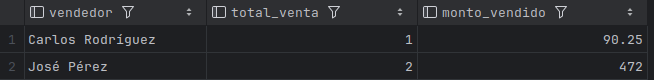 vendedor total_venta monto_vendido
1 Carlos Rodríguez 1 90.25
2 José Pérez 2 472